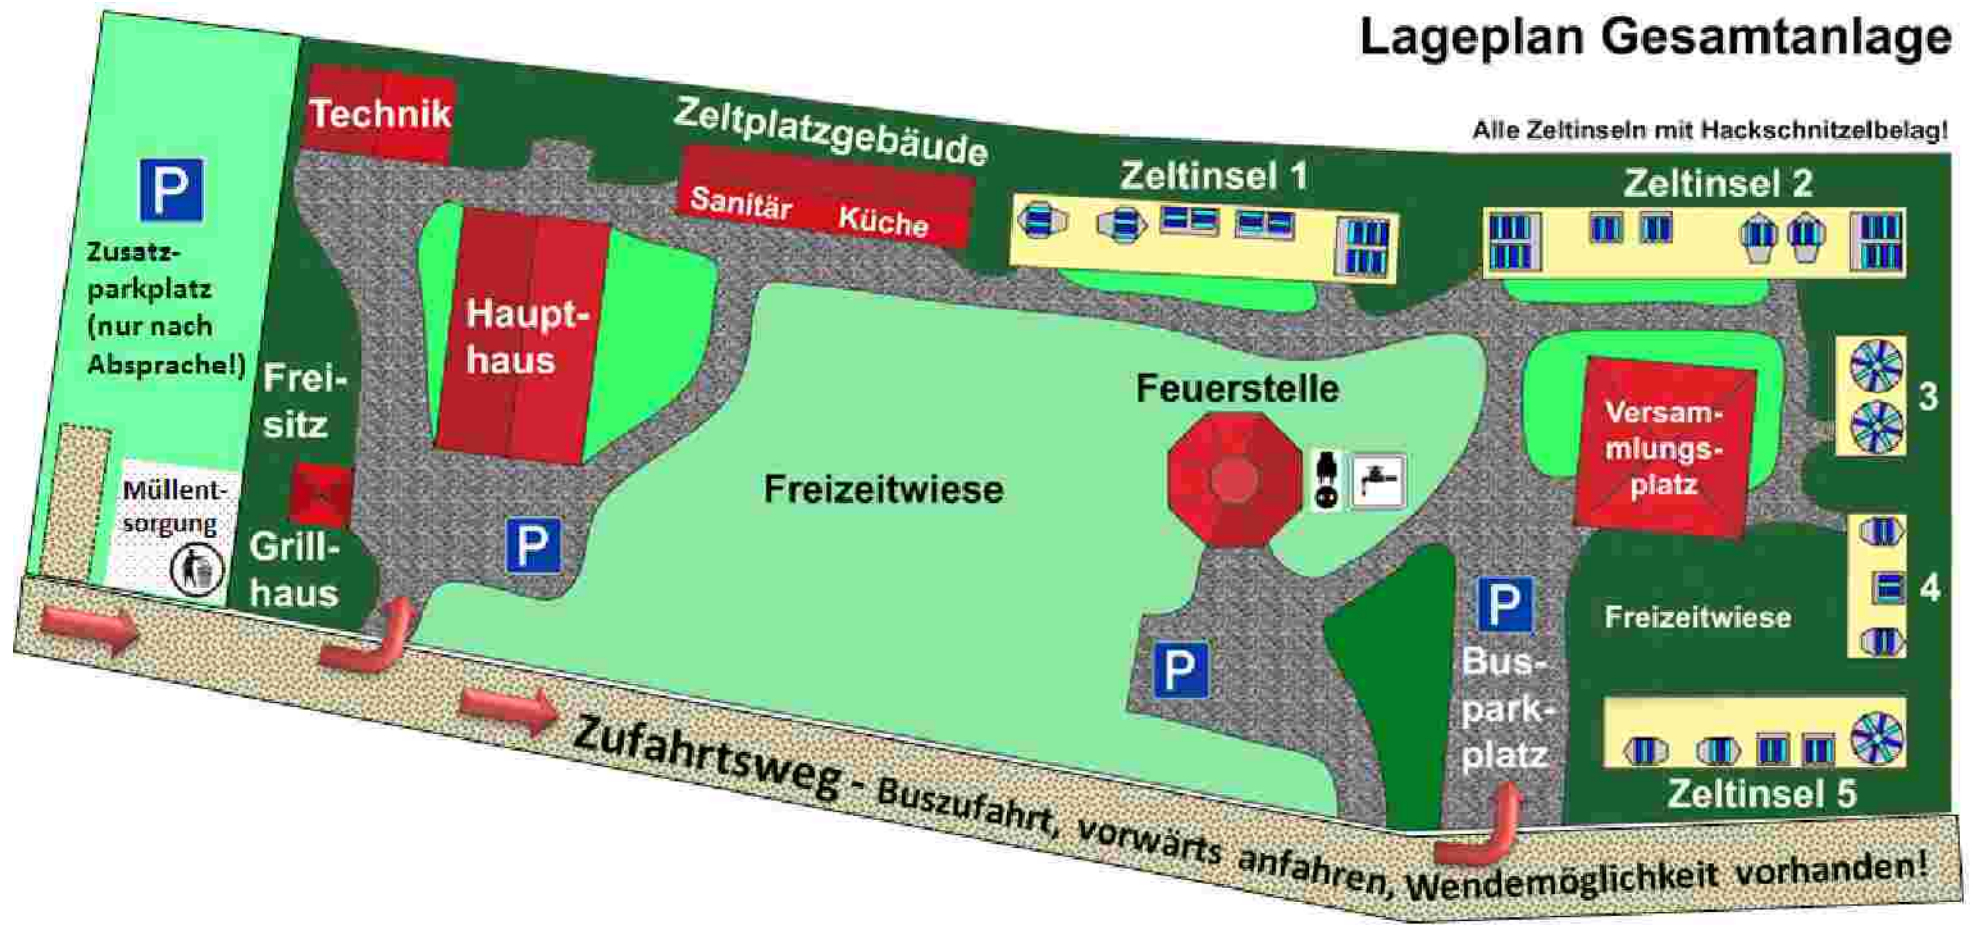 Lageplan Gesamtanlage
Alle Zeltinseln mit Hackschnitzelbelag!
Technik
Zeltplatzgebäude
Sanitär Küche
Zeltinsel 1
Zeltinsel 2
P
Zusatz-
parkplatz
(nur nach
Absprache!)
Haupt-
haus
Frei-
sitz
Feuerstelle
Versam-
mlungs-
platz
3
Freizeitwiese
Müllent-
sorgung
Grill-
haus
P
P
4
Freizeitwiese
P
Bus-
park-
platz
Zeltinsel 5
Zufahrtsweg - Buszufahrt, vorwärts anfahren, Wendemöglichkeit vorhanden!